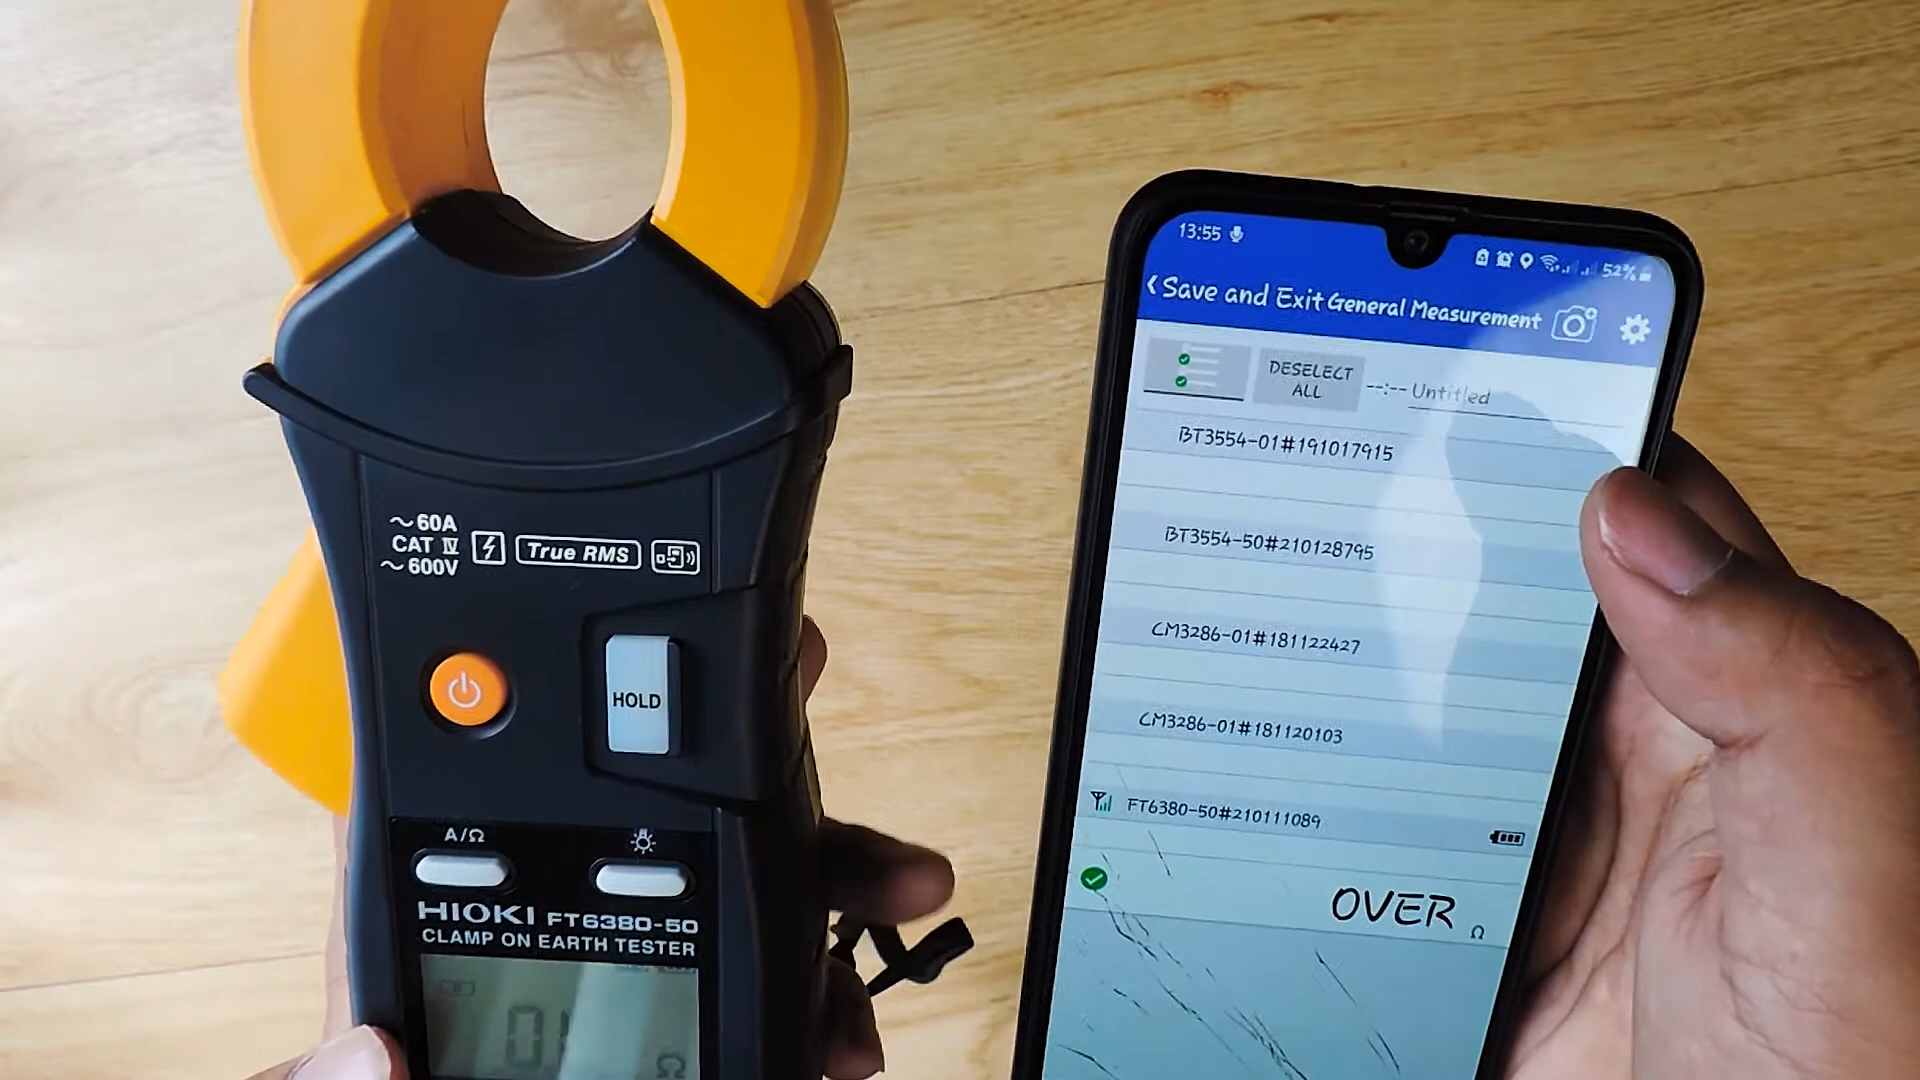 ~60A
CAT IV
~600V
True RMS
HOLD
A/Ω
HIOKI FT6380-50
CLAMP ON EARTH TESTER
Ω
13:55
52%
Save and Exit General Measurement
DESELECT
ALL
--:-- Untitled
BT3554-01#191017915
BT3554-50#210128795
CM3286-01#181122427
CM3286-01#181120103
FT6380-50#210111089
OVER Ω